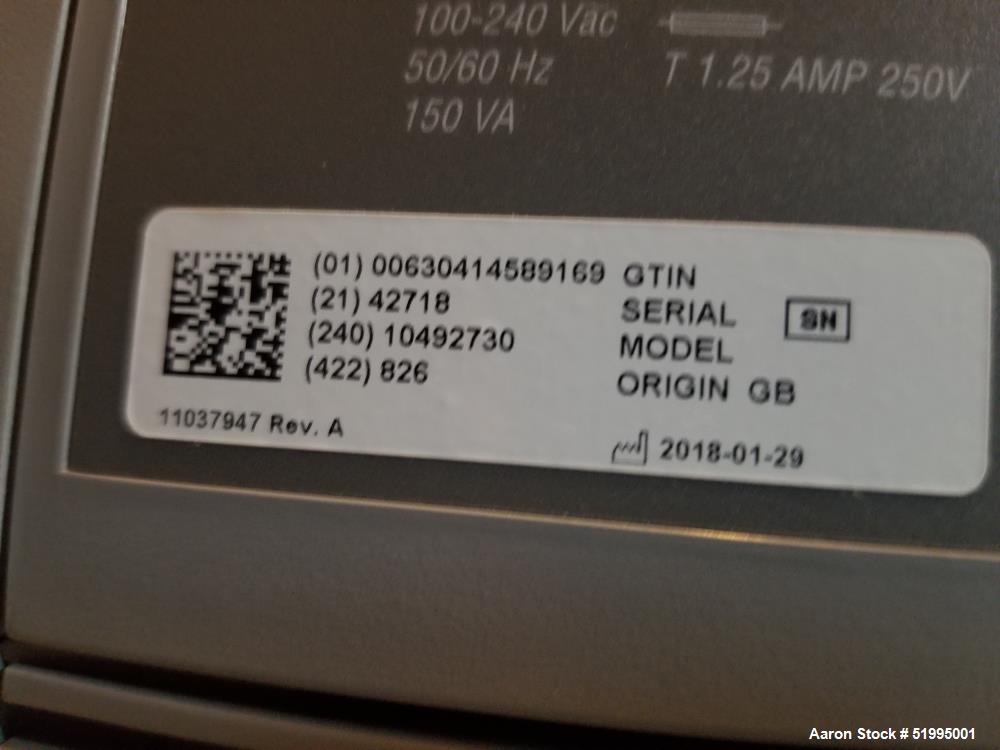 100-240 Vac
50/60 Hz
T 1.25 AMP 250V
150 VA
(01) 00630414589169 GTIN
(21) 42718 SERIAL SN
(240) 10492730 MODEL
(422) 826 ORIGIN GB
11037947 Rev. A
2018-01-29
Aaron Stock # 51995001